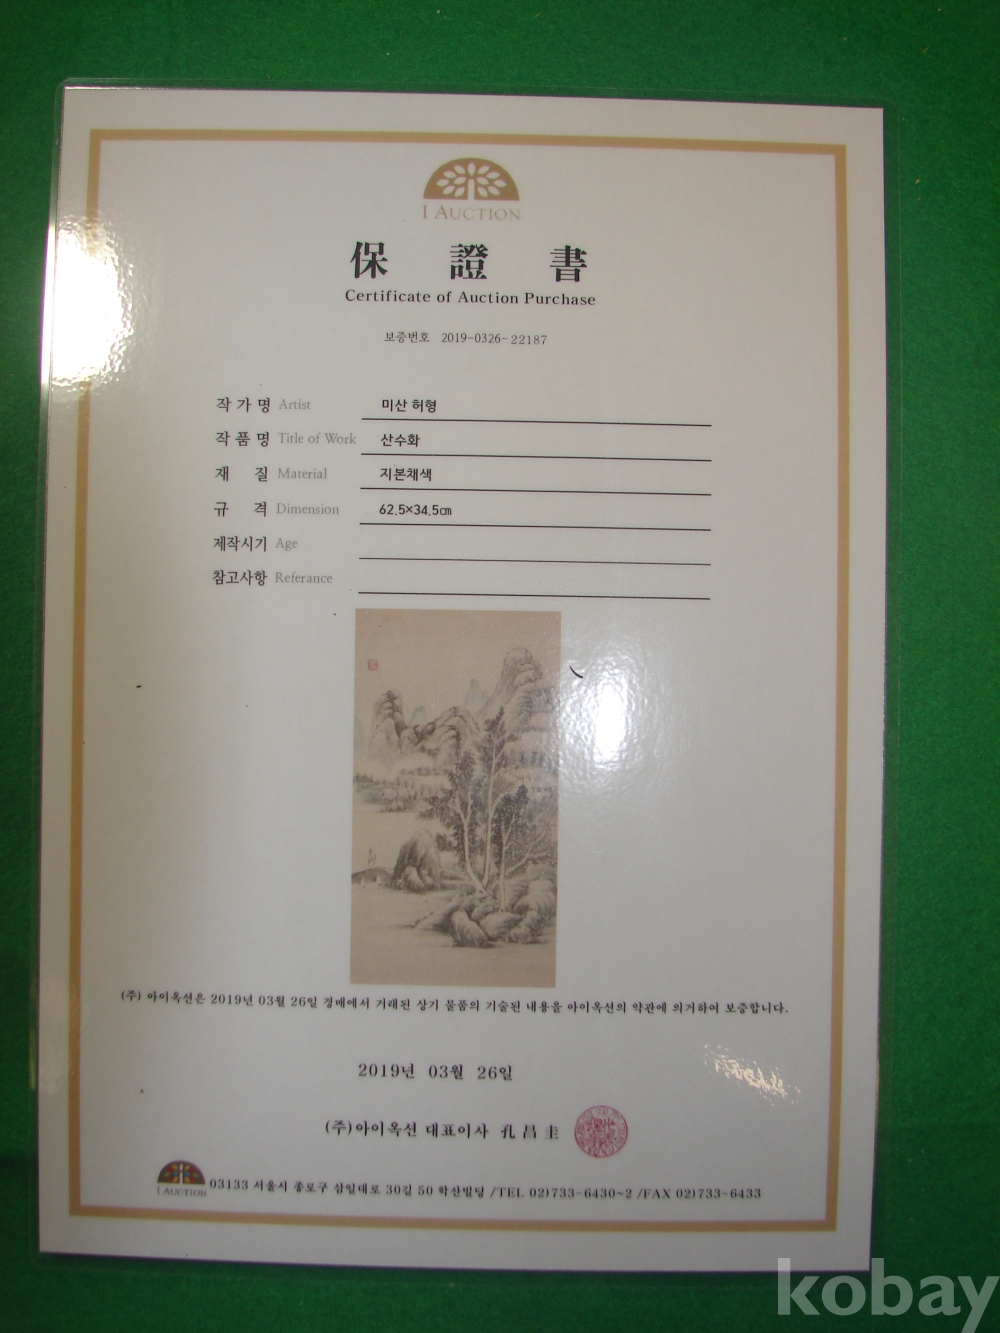 I AUCTION
保 證 書
Certificate of Auction Purchase
보증번호 2019-0326-22187
작 가 명 Artist 미산 허형
작 품 명 Title of Work 산수화
재 질 Material 지본채색
규 격 Dimension 62.5×34.5㎝
제작시기 Age
참고사항 Referance
(주) 아이옥션은 2019년 03월 26일 경매에서 거래된 상기 물품의 기술된 내용을 아이옥션의 약관에 의거하여 보증합니다.
2019년 03월 26일
(주)아이옥션 대표이사 孔 昌 圭
I AUCTION 03133 서울시 종로구 삼일대로 30길 50 학산빌딩 /TEL 02)733-6430~2 /FAX 02)733-6433
kobay